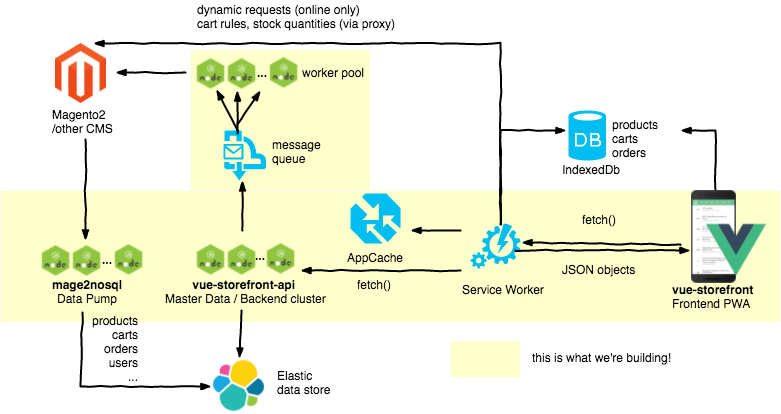 dynamic requests (online only)
cart rules, stock quantities (via proxy)
worker pool
Magento2
/other CMS
message
queue
DB
products
carts
orders
IndexedDb
fetch()
AppCache
JSON objects
mage2nosql
Data Pump
vue-storefront-api
Master Data / Backend cluster
fetch()
Service Worker
vue-storefront
Frontend PWA
products
carts
orders
users
...
Elastic
data store
this is what we're building!
node
node
...
node
node
node
...
node
node
node
...
node